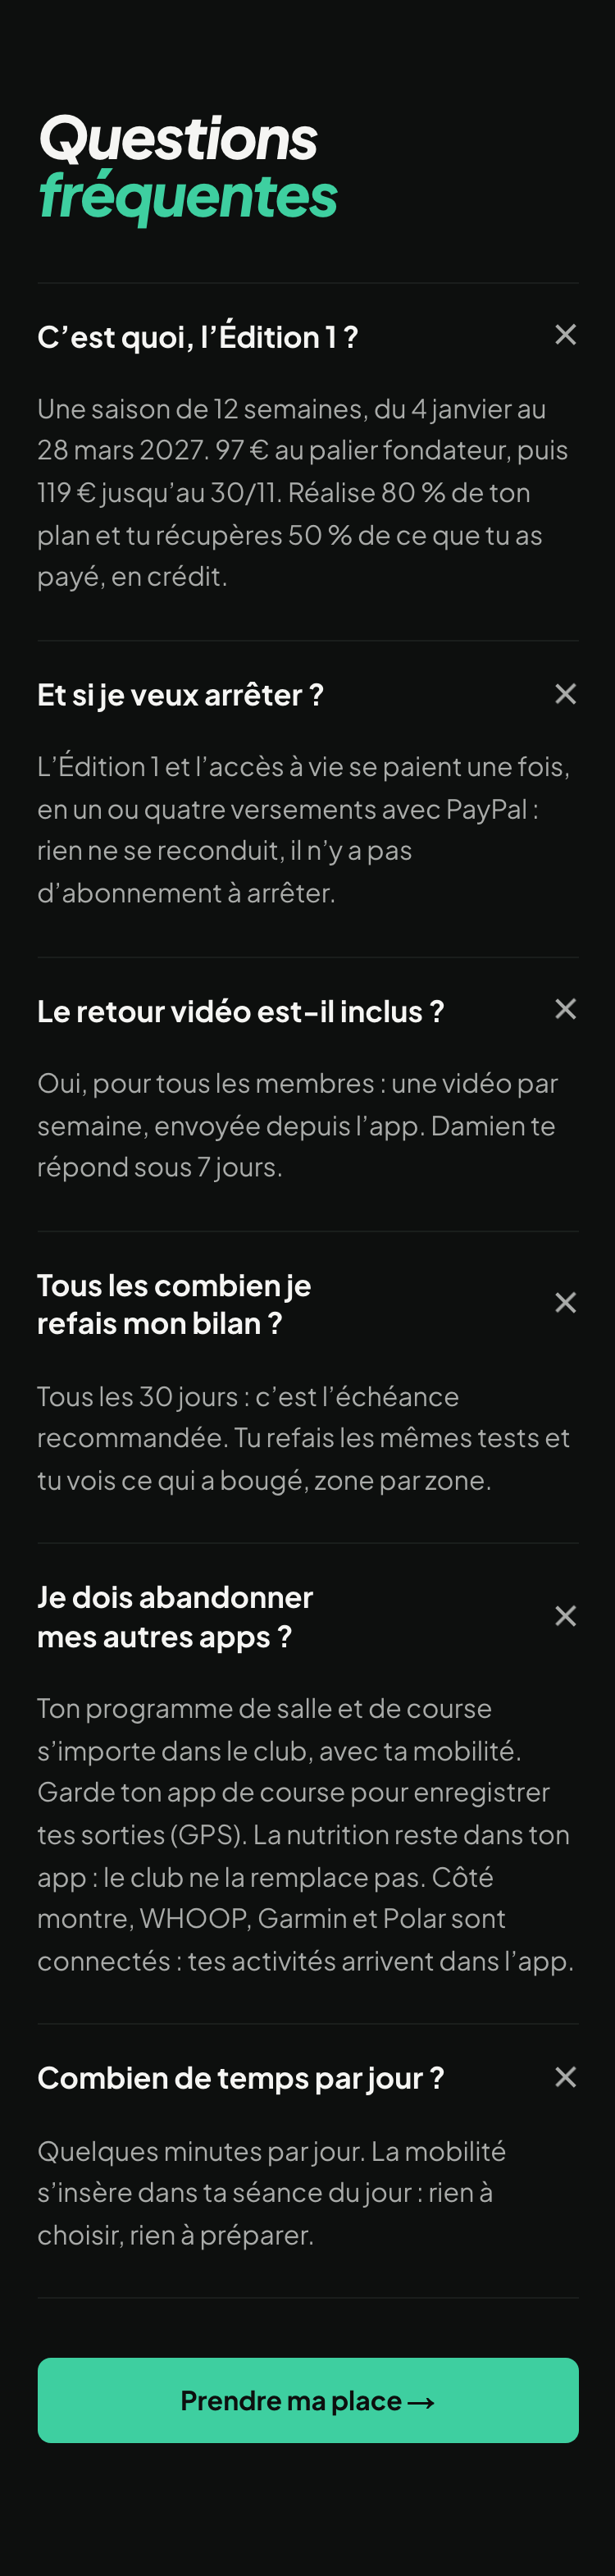 Questions
fréquentes
C’est quoi, l’Édition 1 ?
Une saison de 12 semaines, du 4 janvier au
28 mars 2027. 97 € au palier fondateur, puis
119 € jusqu’au 30/11. Réalise 80 % de ton
plan et tu récupères 50 % de ce que tu as
payé, en crédit.
Et si je veux arrêter ?
L’Édition 1 et l’accès à vie se paient une fois,
en un ou quatre versements avec PayPal :
rien ne se reconduit, il n’y a pas
d’abonnement à arrêter.
Le retour vidéo est-il inclus ?
Oui, pour tous les membres : une vidéo par
semaine, envoyée depuis l’app. Damien te
répond sous 7 jours.
Tous les combien je
refais mon bilan ?
Tous les 30 jours : c’est l’échéance
recommandée. Tu refais les mêmes tests et
tu vois ce qui a bougé, zone par zone.
Je dois abandonner
mes autres apps ?
Ton programme de salle et de course
s’importe dans le club, avec ta mobilité.
Garde ton app de course pour enregistrer
tes sorties (GPS). La nutrition reste dans ton
app : le club ne la remplace pas. Côté
montre, WHOOP, Garmin et Polar sont
connectés : tes activités arrivent dans l’app.
Combien de temps par jour ?
Quelques minutes par jour. La mobilité
s’insère dans ta séance du jour : rien à
choisir, rien à préparer.
Prendre ma place →